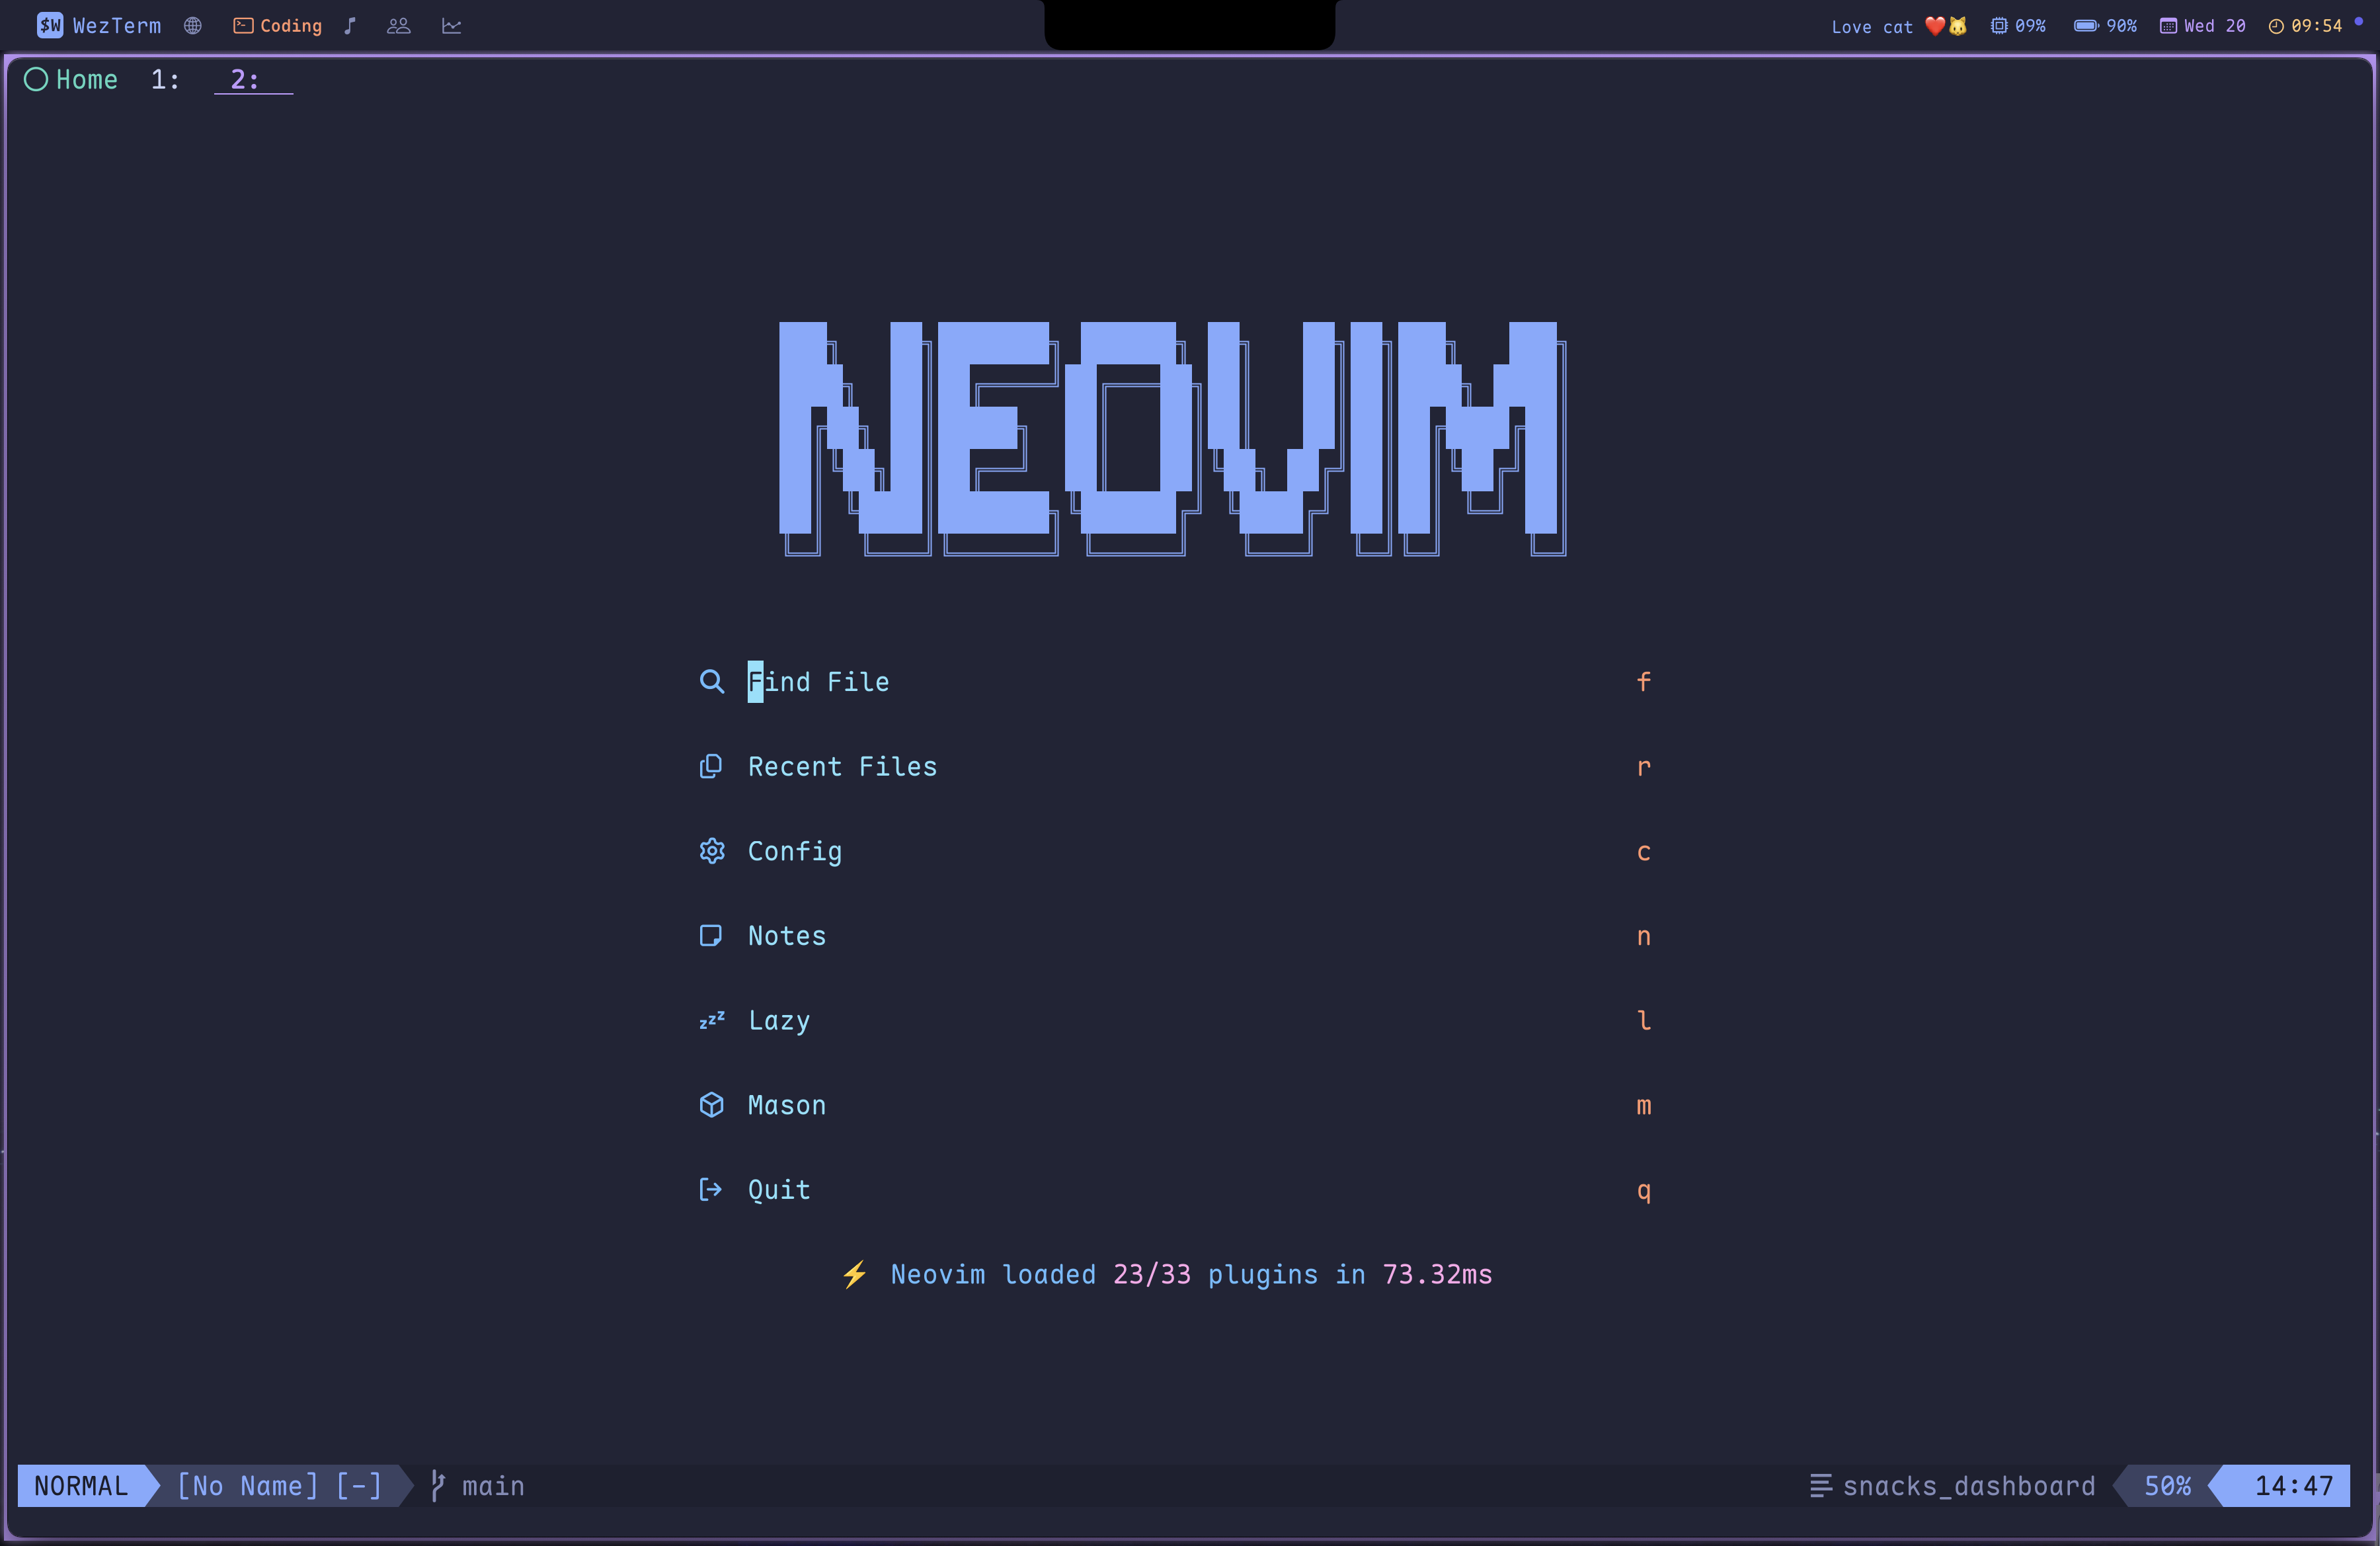 $W WezTerm Coding Love cat ❤️🐱 09% 90% Wed 20 09:54
Home 1: 2:
NEOVIM
Find File f
Recent Files r
Config c
Notes n
zzz Lazy l
Mason m
Quit q
⚡ Neovim loaded 23/33 plugins in 73.32ms
NORMAL [No Name] [-] main snacks_dashboard 50% 14:47